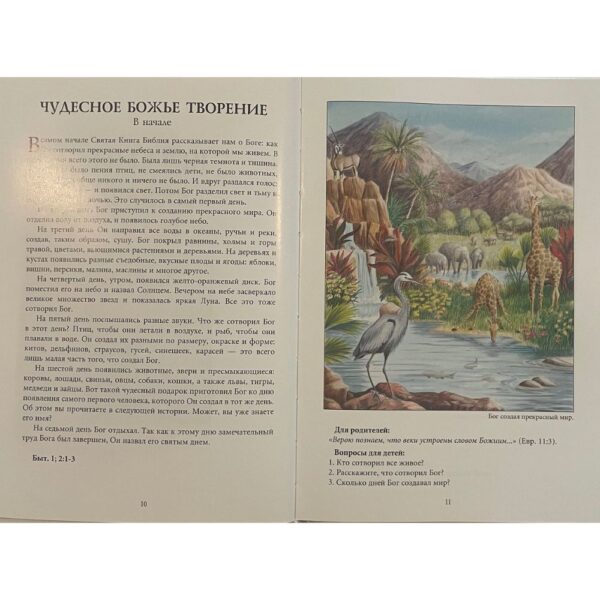 ЧУДЕСНОЕ БОЖЬЕ ТВОРЕНИЕ
В начале
В самом начале Святая Книга Библия рассказывает нам о Боге: как
сотворил прекрасные небеса и землю, на которой мы живем. В
всего этого не было. Была лишь черная темнота и тишина.
было пения птиц, не смеялись дети, не было животных,
обще никого и ничего не было. И вдруг раздался голос:
— и появился свет. Потом Бог разделил свет и тьму
ночью. Это случилось в самый первый день.
Бог приступил к созданию прекрасного мира. Он
отделил воду от воздуха, и появилось голубое небо.
На третий день Он направил все воды в океаны, ручьи и реки,
создав, таким образом, сушу. Бог покрыл равнины, холмы и горы
травой, цветами, вьющимися растениями и деревьями. На деревьях и
кустах появились разные съедобные, вкусные плоды и ягоды: яблоки,
вишни, персики, малина, маслины и многое другое.
На четвертый день, утром, появился желто-оранжевый диск. Бог
поместил его на небо и назвал Солнцем. Вечером на небе засверкало
великое множество звезд и показалась яркая Луна. Все это тоже
сотворил Бог.
На пятый день послышались разные звуки. Что же сотворил Бог
в этот день? Птиц, чтобы они летали в воздухе, и рыб, чтобы они
плавали в воде. Он создал их разными по размеру, окраске и форме:
китов, дельфинов, страусов, гусей, синешеек, карасей — это всего
лишь малая часть того, что создал Бог.
На шестой день появились животные, звери и пресмыкающиеся:
коровы, лошади, свиньи, овцы, собаки, кошки, а также львы, тигры,
медведи и зайцы. Вот такой чудесный подарок приготовил Бог ко дню
появления самого первого человека, которого Он создал в тот же день.
Об этом вы прочитаете в следующей истории. Может, вы уже знаете
его имя?
На седьмой день Бог отдыхал. Так как к этому дню замечательный
труд Бога был завершен, Он назвал его святым днем.
Быт. 1; 2:1-3
10
Бог создал прекрасный мир.
Для родителей:
«Верою познаем, что веки устроены словом Божиим...» (Евр. 11:3).
Вопросы для детей:
1. Кто сотворил все живое?
2. Расскажите, что сотворил Бог?
3. Сколько дней Бог создавал мир?
11